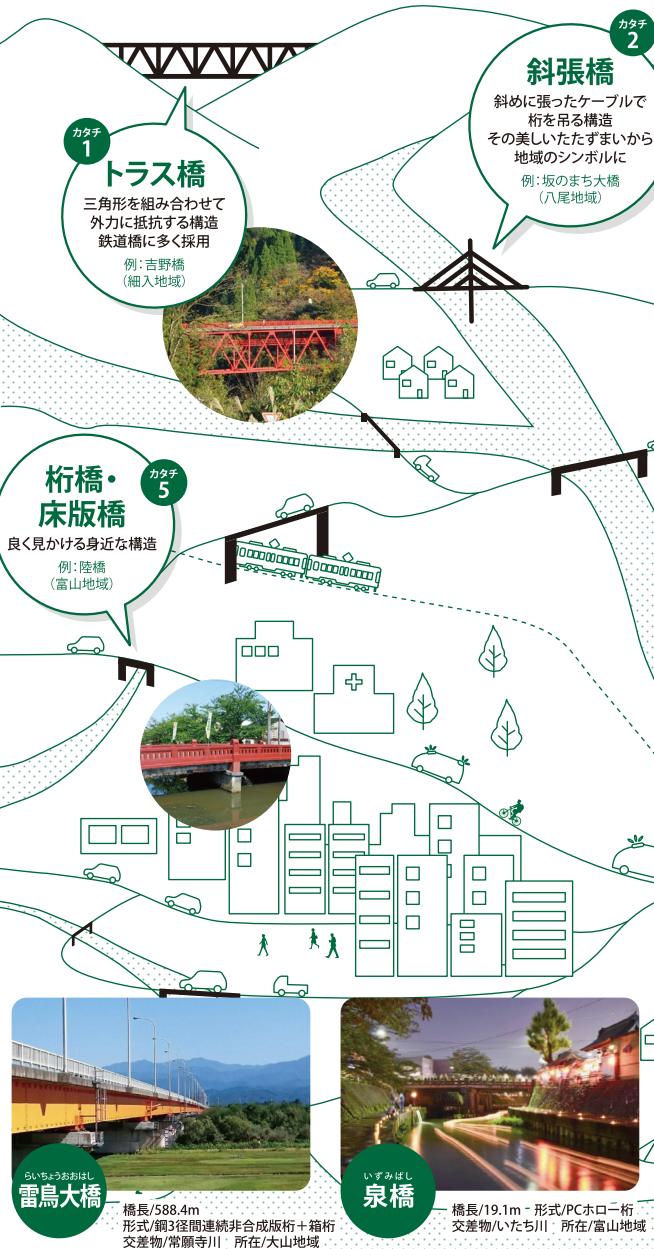 カタチ
2
斜張橋
斜めに張ったケーブルで
桁を吊る構造
その美しいたたずまいから
地域のシンボルに
例：坂のまち大橋
（八尾地域）
カタチ
1
トラス橋
三角形を組み合わせて
外力に抵抗する構造
鉄道橋に多く採用
例：吉野橋
（細入地域）
カタチ
5
桁橋・
床版橋
良く見かける身近な構造
例：陸橋
（富山地域）
らいちょうおおはし
雷鳥大橋
橋長/588.4m
形式/鋼3径間連続非合成版桁＋箱桁
交差物/常願寺川　所在/大山地域
いずみばし
泉橋
橋長/19.1m　形式/PCホロー桁
交差物/いたち川　所在/富山地域